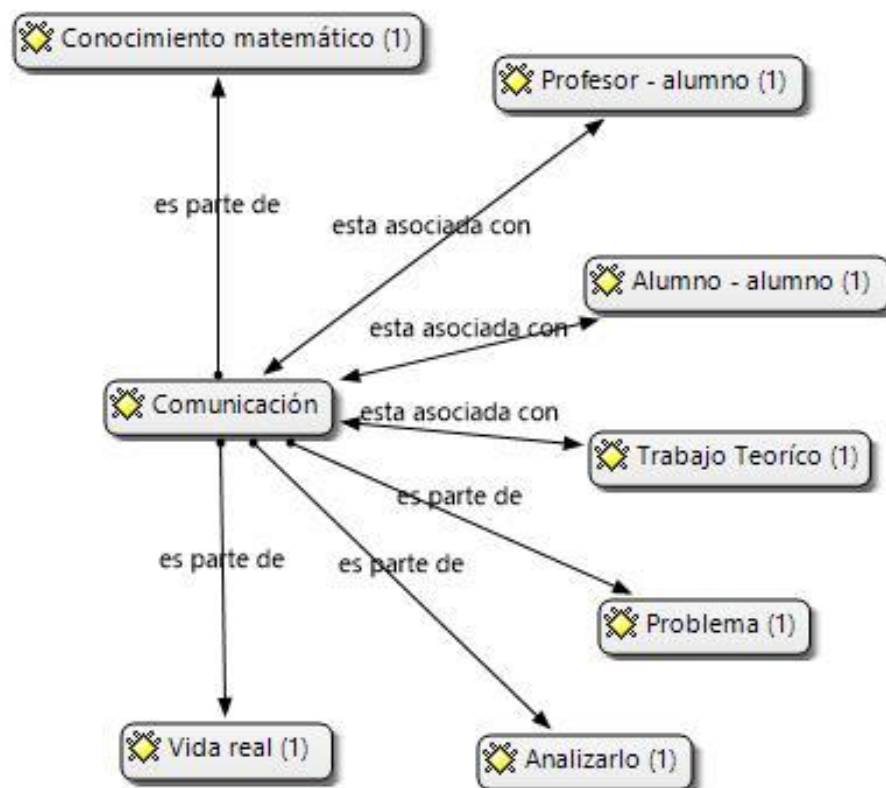 Conocimiento matemático (1)
Profesor - alumno (1)
es parte de
esta asociada con
Alumno - alumno (1)
esta asociada con
Comunicación
esta asociada con
Trabajo Teoríco (1)
es parte de
es parte de
es parte de
Problema (1)
Vida real (1)
Analizarlo (1)